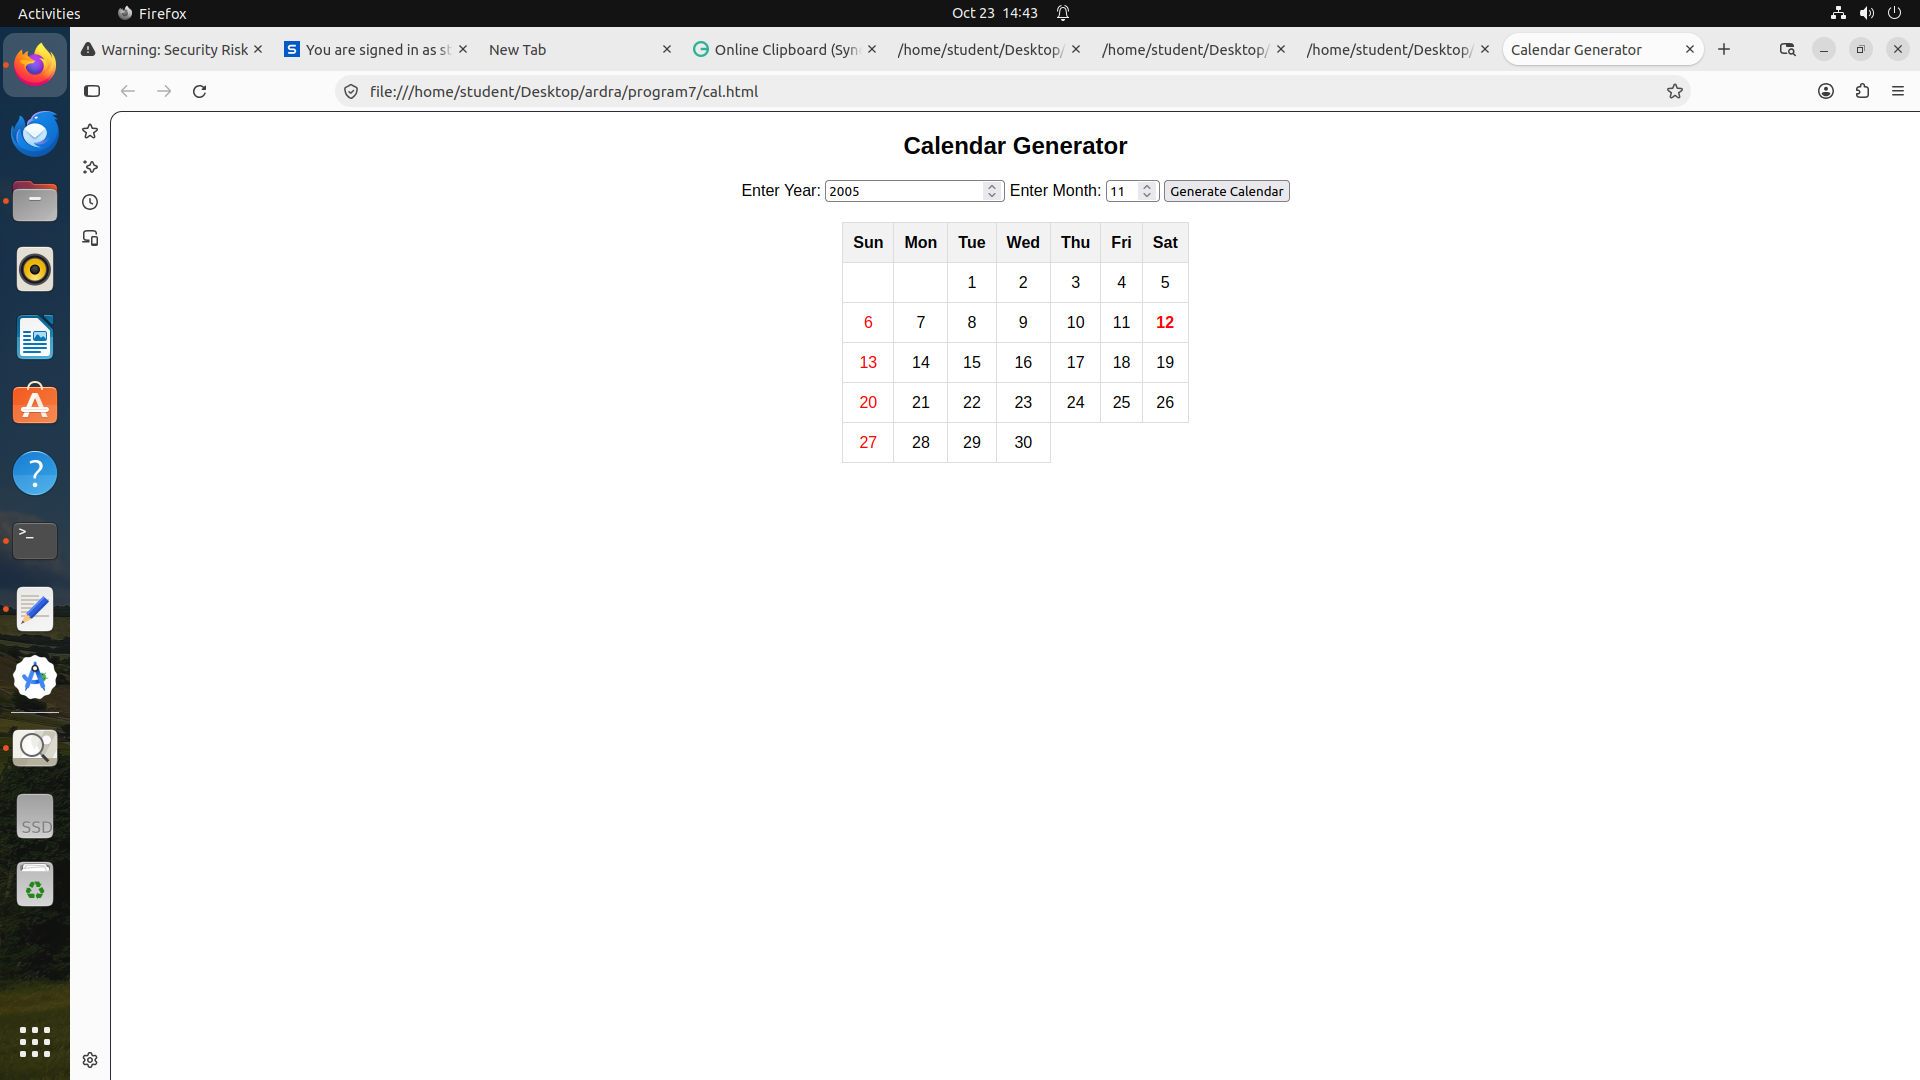 Activities Firefox Oct 23 14:43
Warning: Security Risk You are signed in as st New Tab Online Clipboard (Syn /home/student/Desktop/ /home/student/Desktop/ /home/student/Desktop/ Calendar Generator
file:///home/student/Desktop/ardra/program7/cal.html
Calendar Generator
Enter Year: 2005 Enter Month: 11 Generate Calendar
Sun Mon Tue Wed Thu Fri Sat
1 2 3 4 5
6 7 8 9 10 11 12
13 14 15 16 17 18 19
20 21 22 23 24 25 26
27 28 29 30
SSD